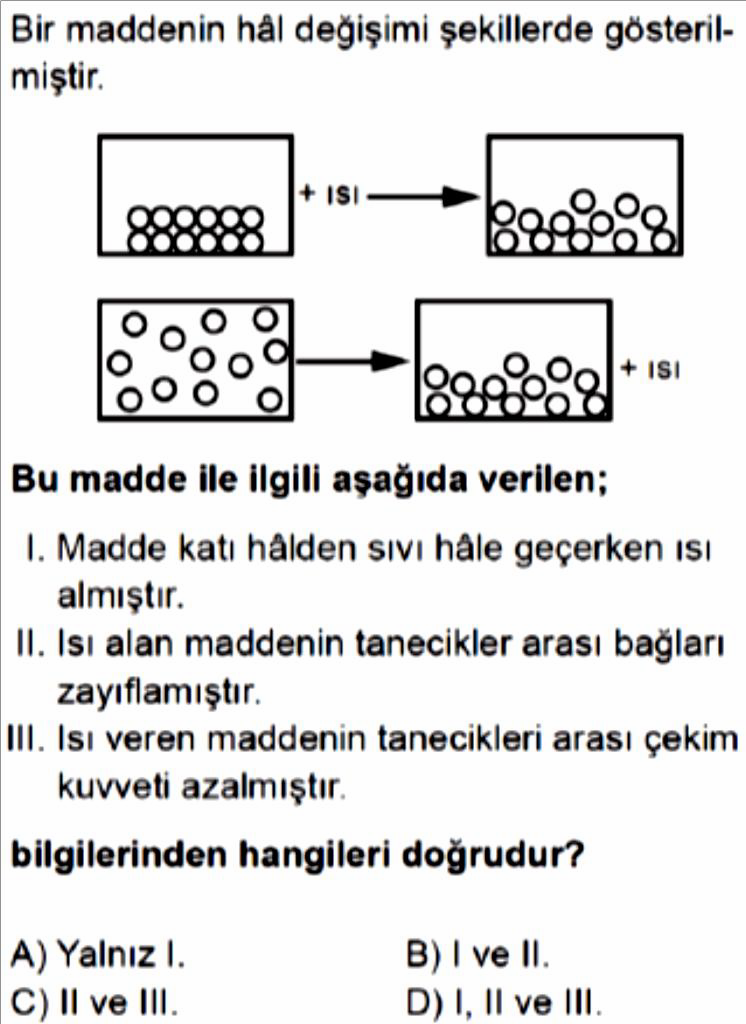 Bir maddenin hâl değişimi şekillerde gösteril-
miştir.
+ ısı
+ ısı
Bu madde ile ilgili aşağıda verilen;
I. Madde katı hâlden sıvı hâle geçerken ısı
almıştır.
II. Isı alan maddenin tanecikler arası bağları
zayıflamıştır.
III. Isı veren maddenin tanecikleri arası çekim
kuvveti azalmıştır.
bilgilerinden hangileri doğrudur?
A) Yalnız I. B) I ve II.
C) II ve III. D) I, II ve III.